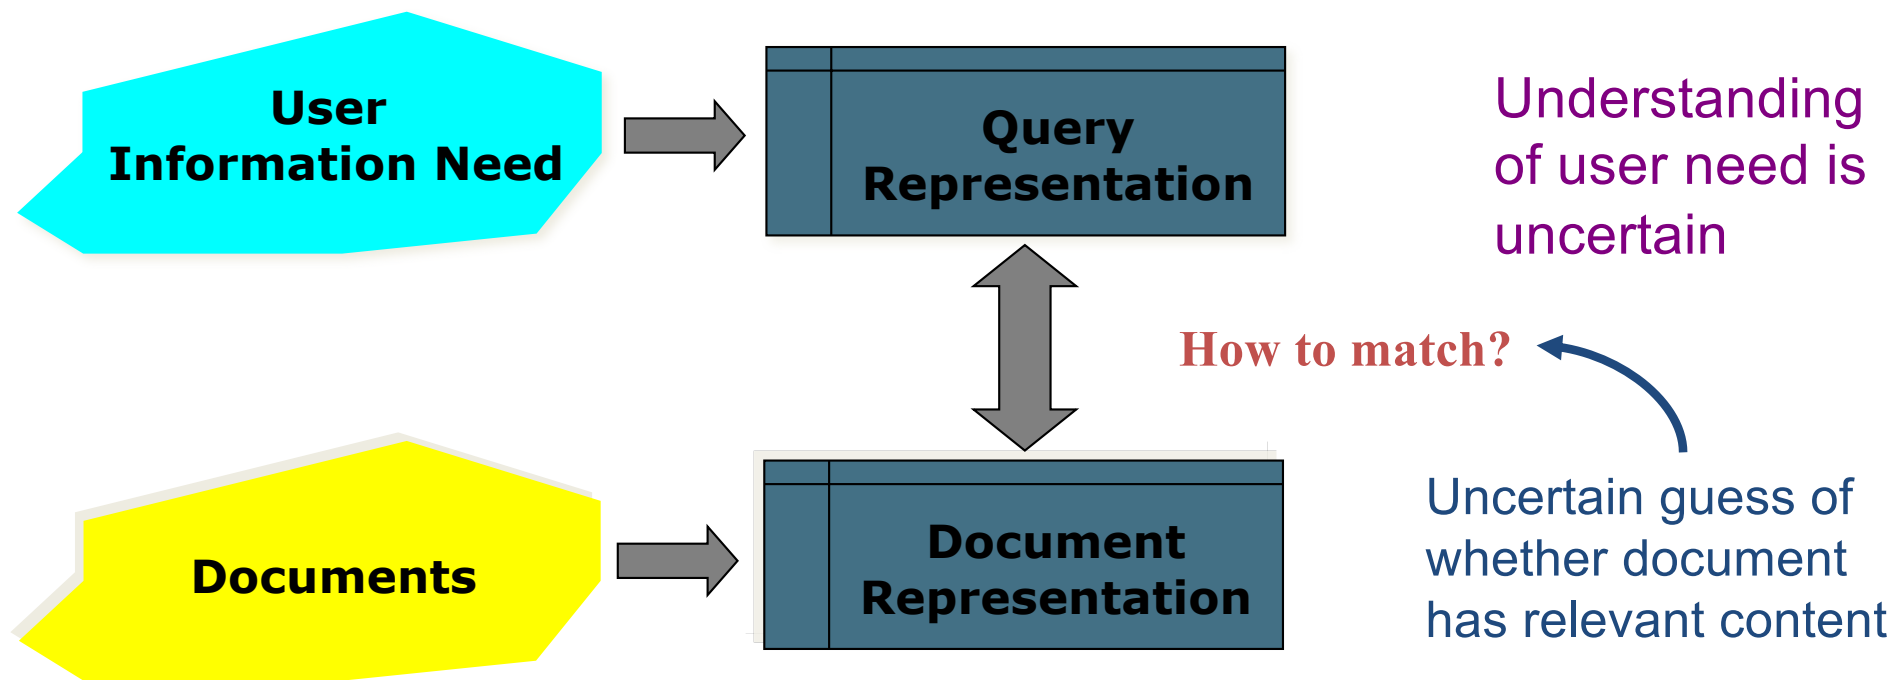 User
Information Need
Query
Representation
Understanding
of user need is
uncertain
How to match?
Documents
Document
Representation
Uncertain guess of
whether document
has relevant content